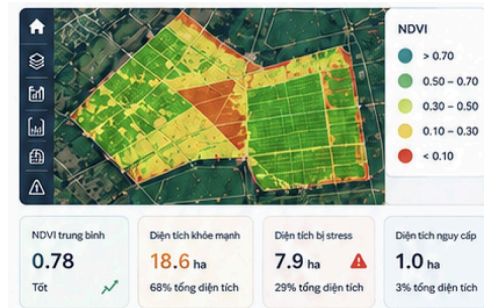 NDVI
> 0.70
0.50 – 0.70
0.30 – 0.50
0.10 – 0.30
< 0.10
NDVI trung bình
0.78
Tốt
Diện tích khỏe mạnh
18.6 ha
68% tổng diện tích
Diện tích bị stress
7.9 ha
29% tổng diện tích
Diện tích nguy cấp
1.0 ha
3% tổng diện tích